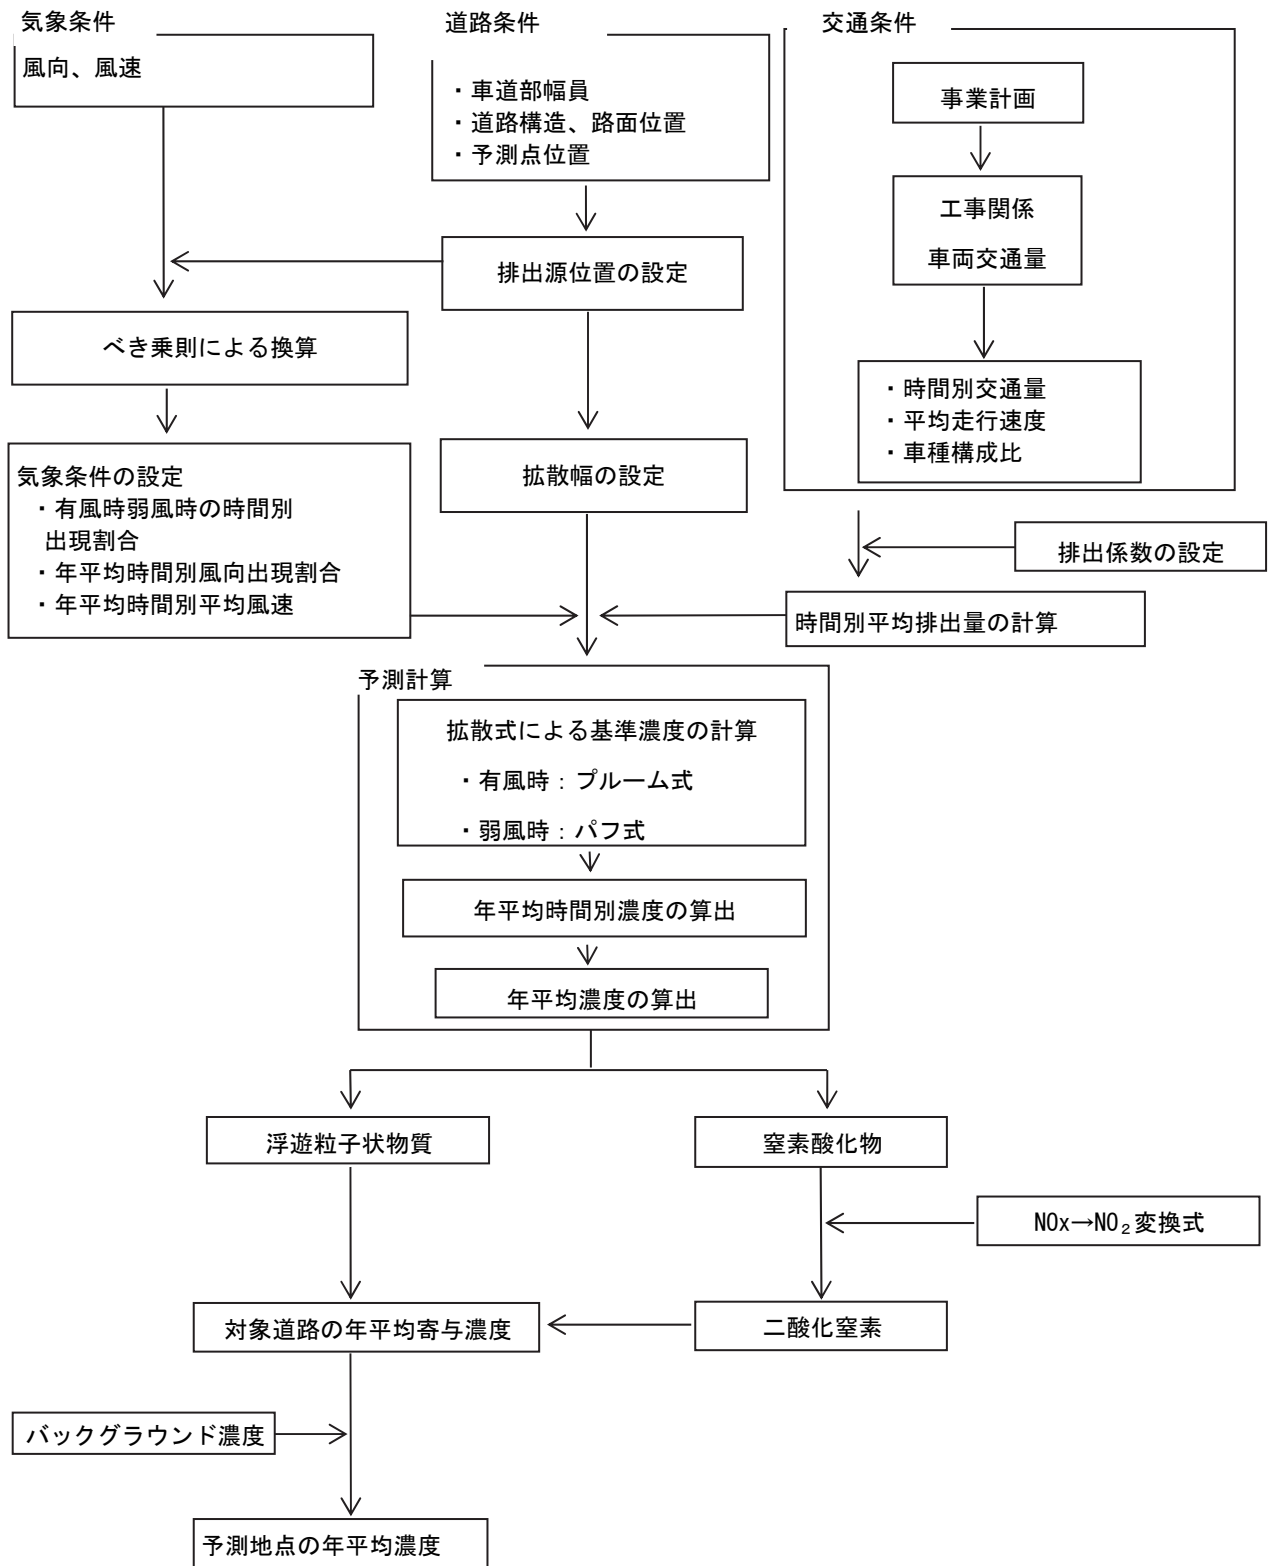 気象条件
風向、風速
道路条件
・車道部幅員
・道路構造、路面位置
・予測点位置
交通条件
事業計画
工事関係
車両交通量
・時間別交通量
・平均走行速度
・車種構成比
排出源位置の設定
べき乗則による換算
拡散幅の設定
気象条件の設定
・有風時弱風時の時間別
出現割合
・年平均時間別風向出現割合
・年平均時間別平均風速
排出係数の設定
時間別平均排出量の計算
予測計算
拡散式による基準濃度の計算
・有風時：プルーム式
・弱風時：パフ式
年平均時間別濃度の算出
年平均濃度の算出
浮遊粒子状物質
窒素酸化物
NOx→NO₂変換式
対象道路の年平均寄与濃度
二酸化窒素
バックグラウンド濃度
予測地点の年平均濃度